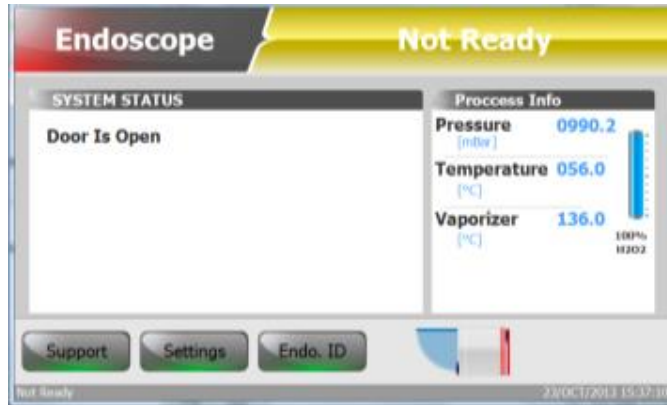 Endoscope
Not Ready
SYSTEM STATUS
Door Is Open
Proccess Info
Pressure 0990.2
[mBar]
Temperature 056.0
[°C]
Vaporizer 136.0
[°C]
100%
H2O2
Support
Settings
Endo. ID
Not Ready
23/OCT/2013 15:37:10